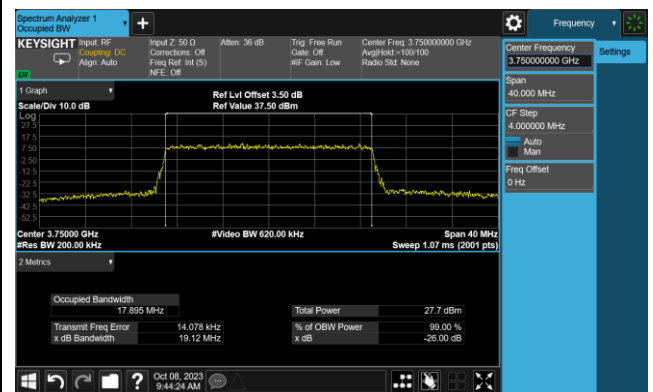 Spectrum Analyzer 1
Occupied BW
Frequency
KEYSIGHT
Input: RF
Coupling: DC
Align: Auto
Input Z: 50 Ω
Corrections: Off
Freq Ref: Int (S)
NFE: Off
Atten: 36 dB
Trig: Free Run
Gate: Off
#IF Gain: Low
Center Freq: 3.750000000 GHz
Avg|Hold:>100/100
Radio Std: None
Center Frequency
3.750000000 GHz
Settings
Span
40.000 MHz
CF Step
4.000000 MHz
Auto
Man
Freq Offset
0 Hz
1 Graph
Scale/Div 10.0 dB
Ref Lvl Offset 3.50 dB
Ref Value 37.50 dBm
Log
27.5
17.5
7.50
-2.50
-12.5
-22.5
-32.5
-42.5
-52.5
Center 3.75000 GHz
#Res BW 200.00 kHz
#Video BW 620.00 kHz
Span 40 MHz
Sweep 1.07 ms (2001 pts)
2 Metrics
Occupied Bandwidth
17.895 MHz
Total Power 27.7 dBm
Transmit Freq Error 14.078 kHz
% of OBW Power 99.00 %
x dB Bandwidth 19.12 MHz
x dB -26.00 dB
?
Oct 08, 2023
9:44:24 AM